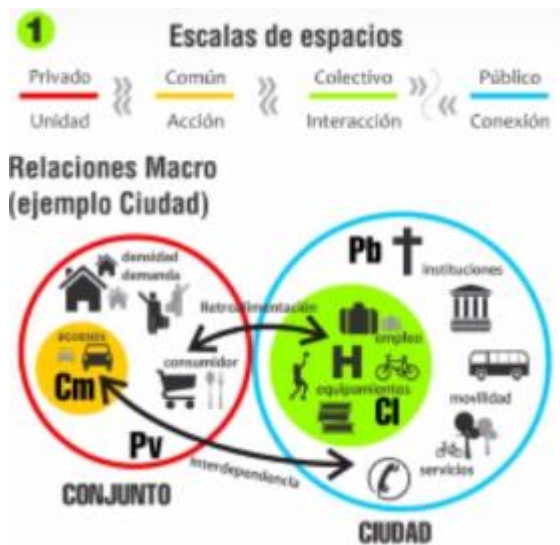 1
Escalas de espacios
Privado
Común
Colectivo
Público
Unidad
Acción
Interacción
Conexión
Relaciones Macro
(ejemplo Ciudad)
densidad
demanda
accesos
Cm
consumidor
Pv
CONJUNTO
Retroalimentación
Interdependencia
Pb
instituciones
empleo
H
equipamientos
Cl
movilidad
servicios
CIUDAD